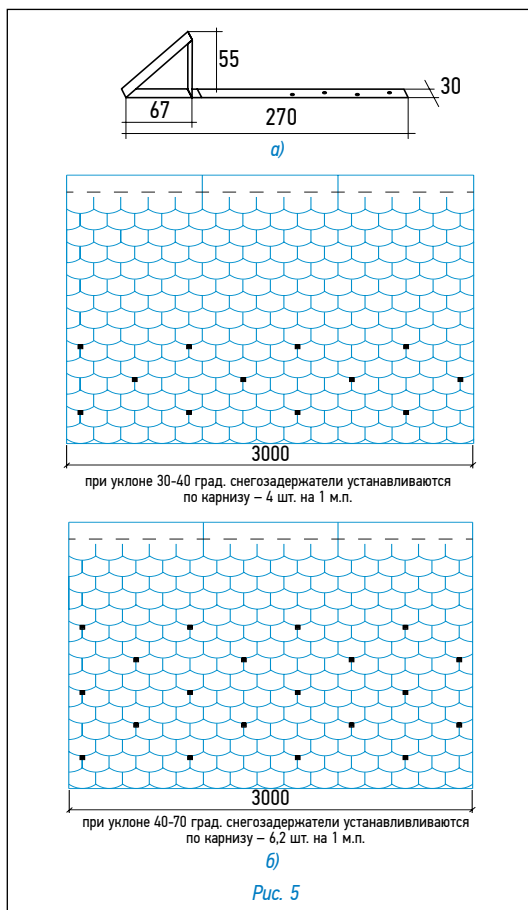 55
30
67
270
а)
3000
при уклоне 30-40 град. снегозадержатели устанавливаются
по карнизу – 4 шт. на 1 м.п.
3000
при уклоне 40-70 град. снегозадержатели устанавливливаются
по карнизу – 6,2 шт. на 1 м.п.
б)
Рис. 5